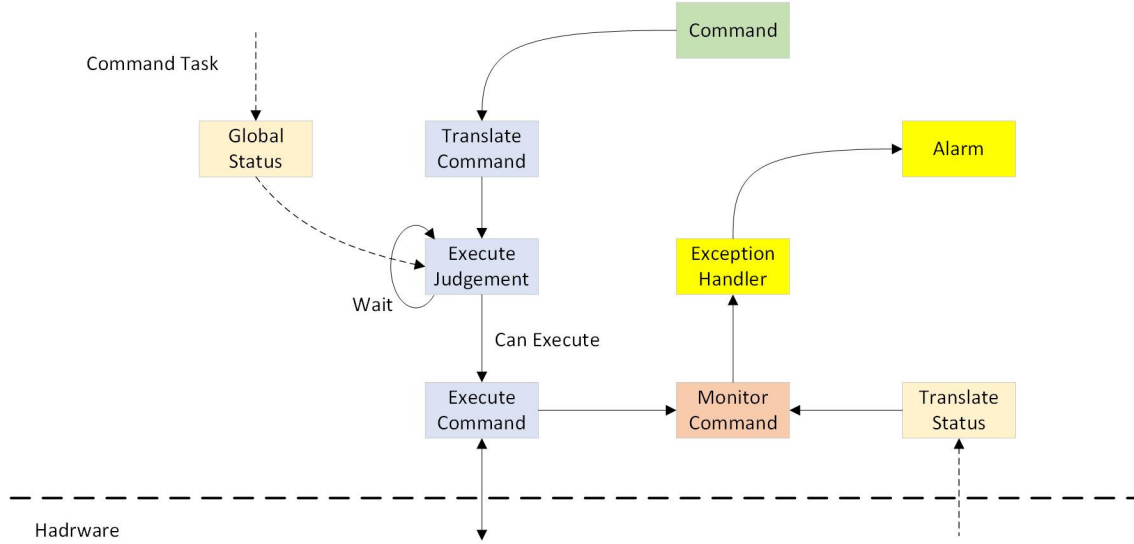 Command
Command Task
Global
Status
Translate
Command
Alarm
Execute
Judgement
Exception
Handler
Wait
Can Execute
Execute
Command
Monitor
Command
Translate
Status
Hadrware